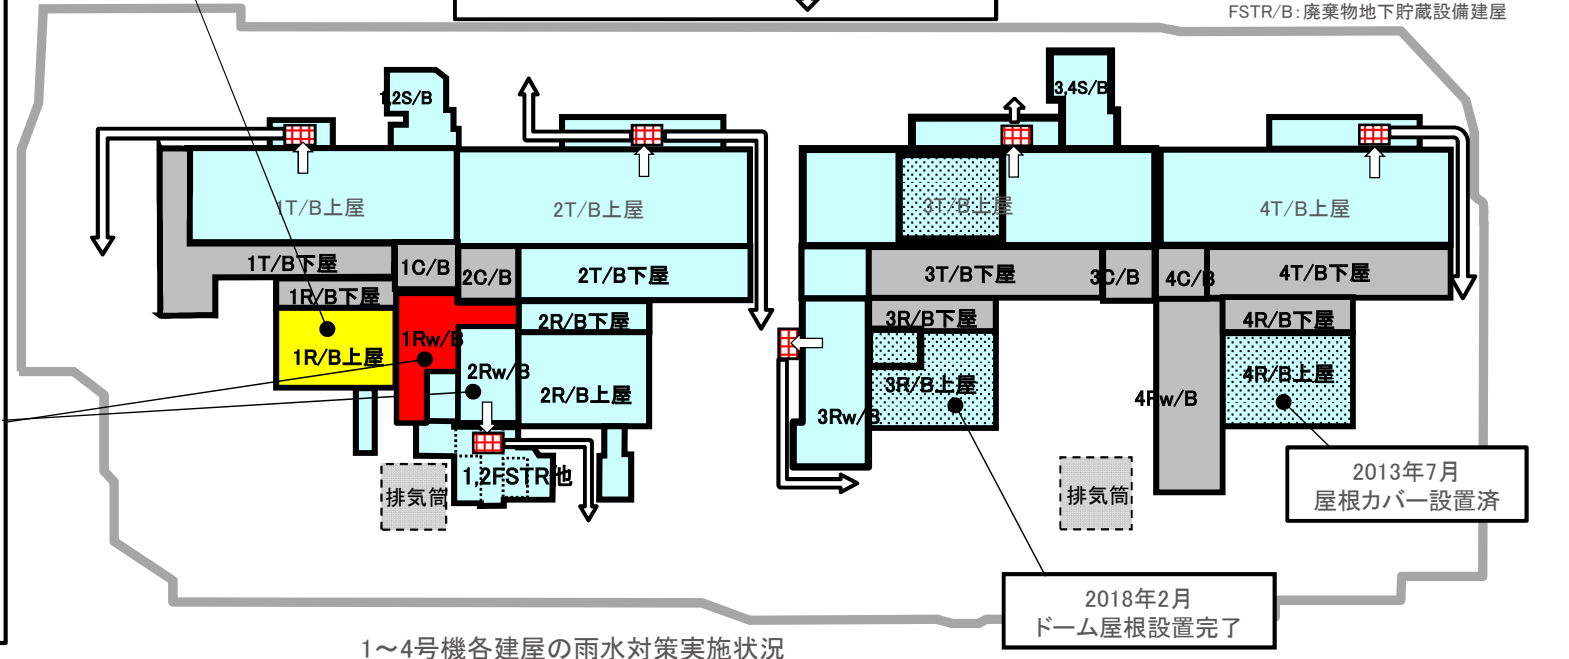 FSTR/B：廃棄物地下貯蔵設備建屋
1,2S/B
3,4S/B
1T/B上屋
2T/B上屋
3T/B上屋
4T/B上屋
1T/B下屋
1C/B
2C/B
2T/B下屋
3T/B下屋
3C/B
4C/B
4T/B下屋
1R/B下屋
2R/B下屋
3R/B下屋
4R/B下屋
1R/B上屋
1Rw/B
2Rw/B
2R/B上屋
3R/B上屋
4R/B上屋
3Rw/B
4Rw/B
1,2FSTR他
排気筒
排気筒
2013年7月
屋根カバー設置済
2018年2月
ドーム屋根設置完了
1～4号機各建屋の雨水対策実施状況